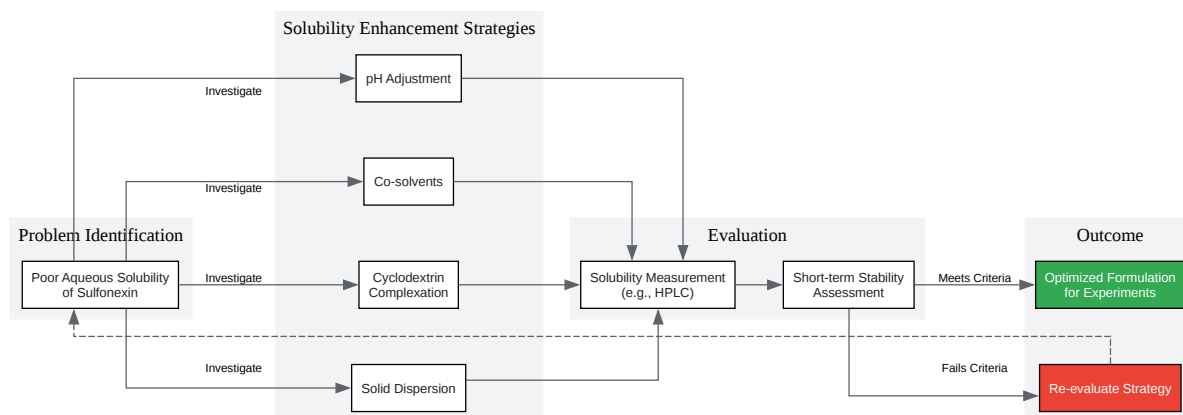 Solubility Enhancement Strategies
pH Adjustment
Investigate
Co-solvents
Investigate
Problem Identification
Evaluation
Outcome
Poor Aqueous Solubility
of Sulfonexin
Investigate
Cyclodextrin
Complexation
Solubility Measurement
(e.g., HPLC)
Short-term Stability
Assessment
Meets Criteria
Optimized Formulation
for Experiments
Investigate
Solid Dispersion
Fails Criteria
Re-evaluate Strategy